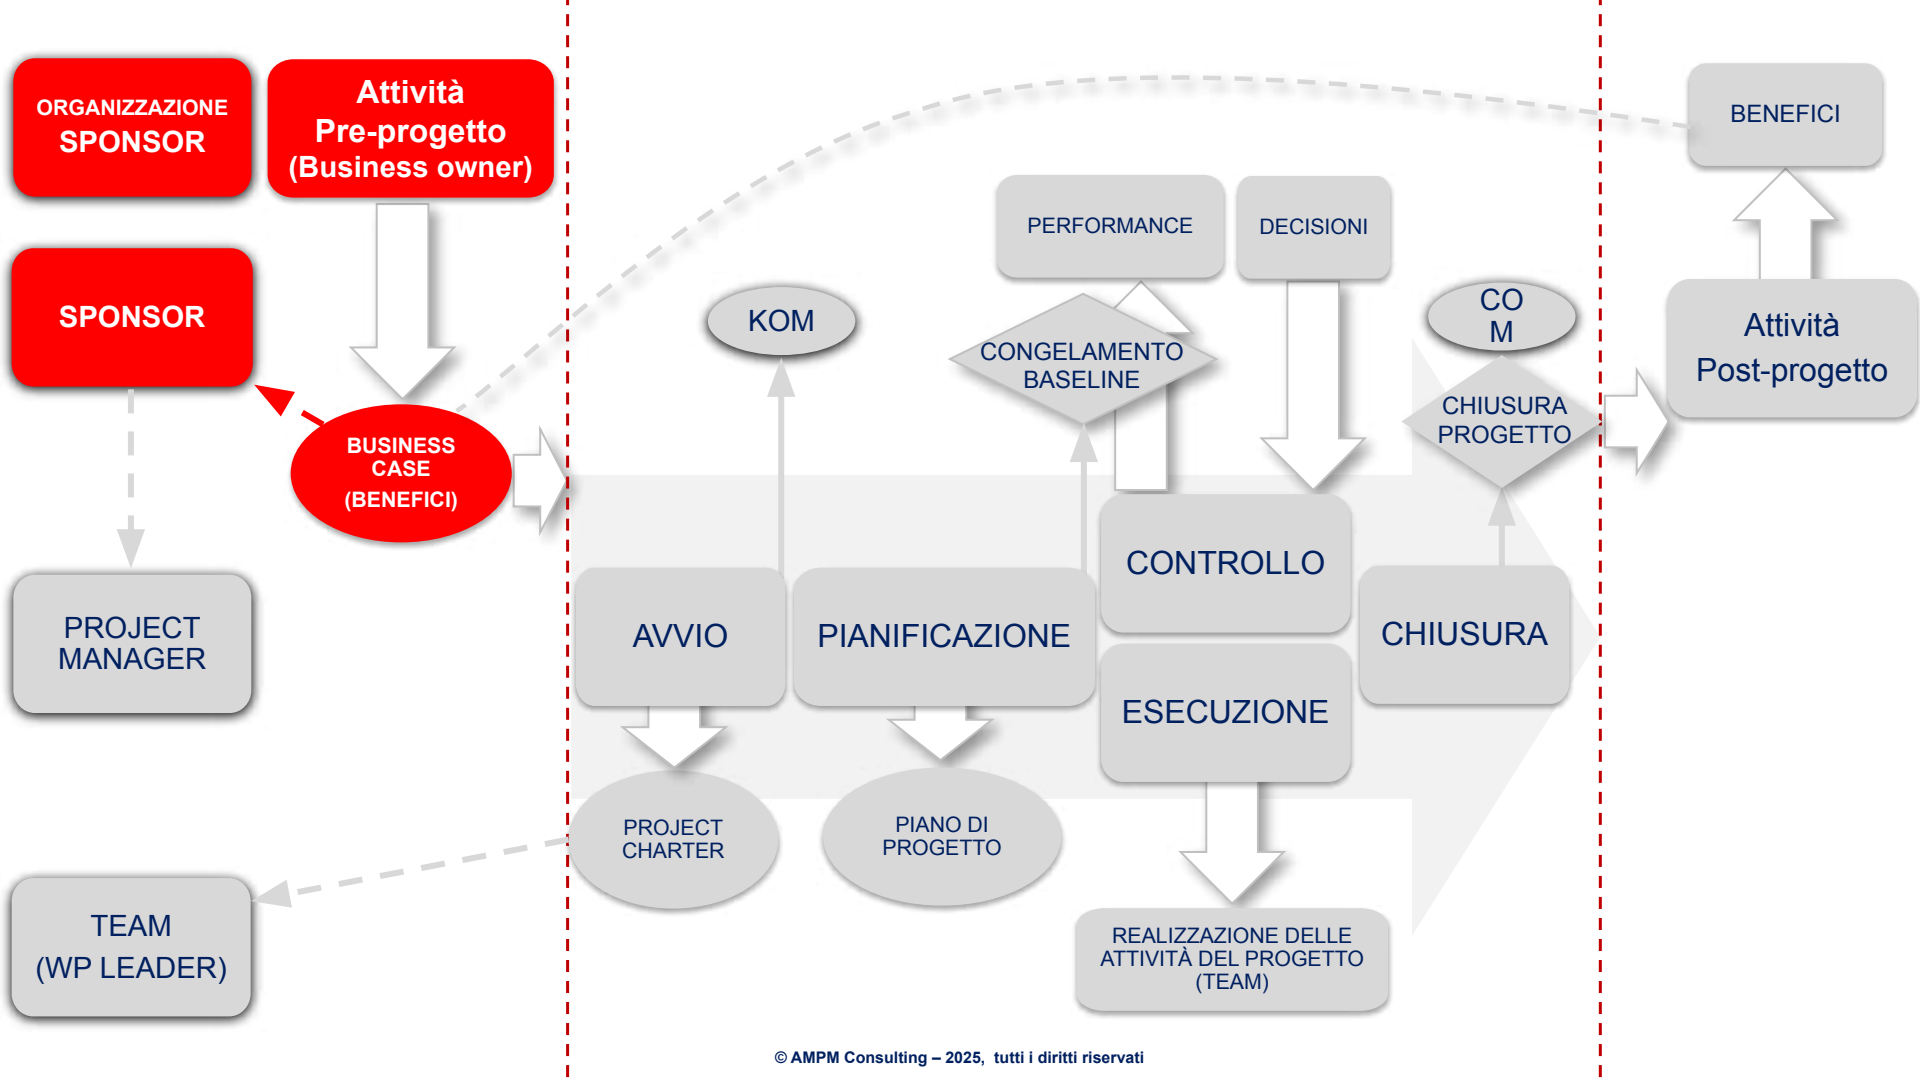 ORGANIZZAZIONE
SPONSOR
Attività
Pre-progetto
(Business owner)
BENEFICI
PERFORMANCE
DECISIONI
SPONSOR
KOM
CO
M
CONGELAMENTO
BASELINE
Attività
Post-progetto
CHIUSURA
PROGETTO
BUSINESS
CASE
(BENEFICI)
CONTROLLO
PROJECT
MANAGER
AVVIO
PIANIFICAZIONE
CHIUSURA
ESECUZIONE
PROJECT
CHARTER
PIANO DI
PROGETTO
TEAM
(WP LEADER)
REALIZZAZIONE DELLE
ATTIVITÀ DEL PROGETTO
(TEAM)
© AMPM Consulting – 2025, tutti i diritti riservati